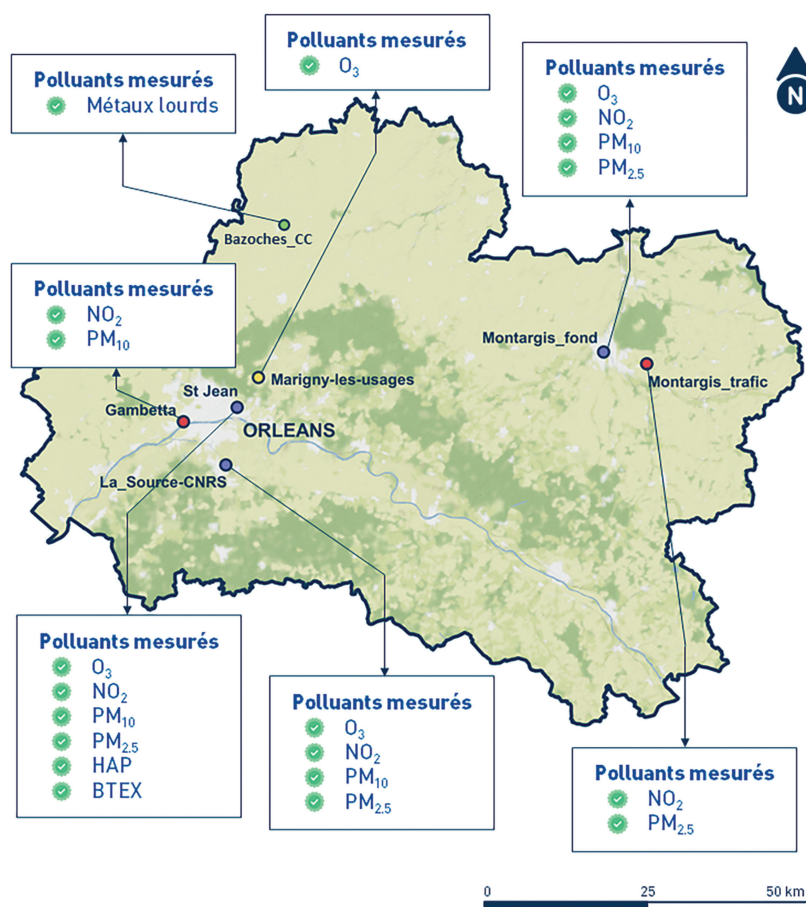 Polluants mesurés
O₃
Polluants mesurés
Métaux lourds
Polluants mesurés
O₃
NO₂
PM₁₀
PM₂.₅
N
Bazoches_CC
Polluants mesurés
NO₂
PM₁₀
Montargis_fond
Montargis_trafic
Marigny-les-usages
St Jean
Gambetta
ORLEANS
La_Source-CNRS
Polluants mesurés
O₃
NO₂
PM₁₀
PM₂.₅
HAP
BTEX
Polluants mesurés
O₃
NO₂
PM₁₀
PM₂.₅
Polluants mesurés
NO₂
PM₂.₅
0 25 50 km